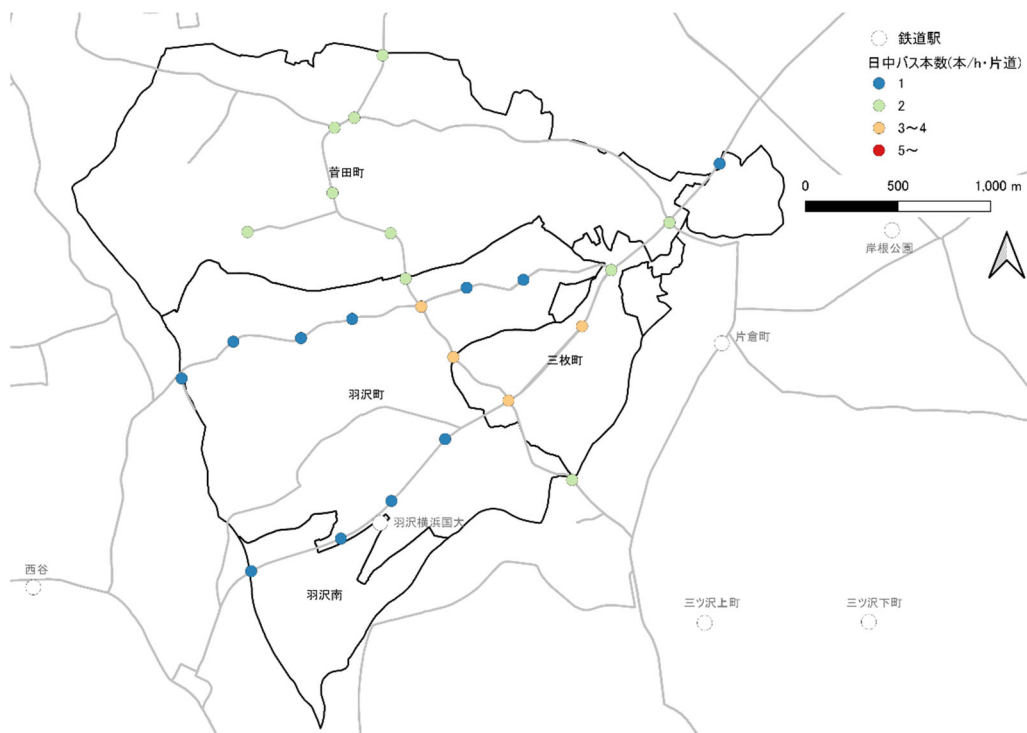 鉄道駅
日中バス本数(本/h・片道)
1
2
3～4
5～
0 500 1,000 m
菅田町
岸根公園
片倉町
三枚町
羽沢町
羽沢横浜国大
西谷
羽沢南
三ツ沢上町
三ツ沢下町